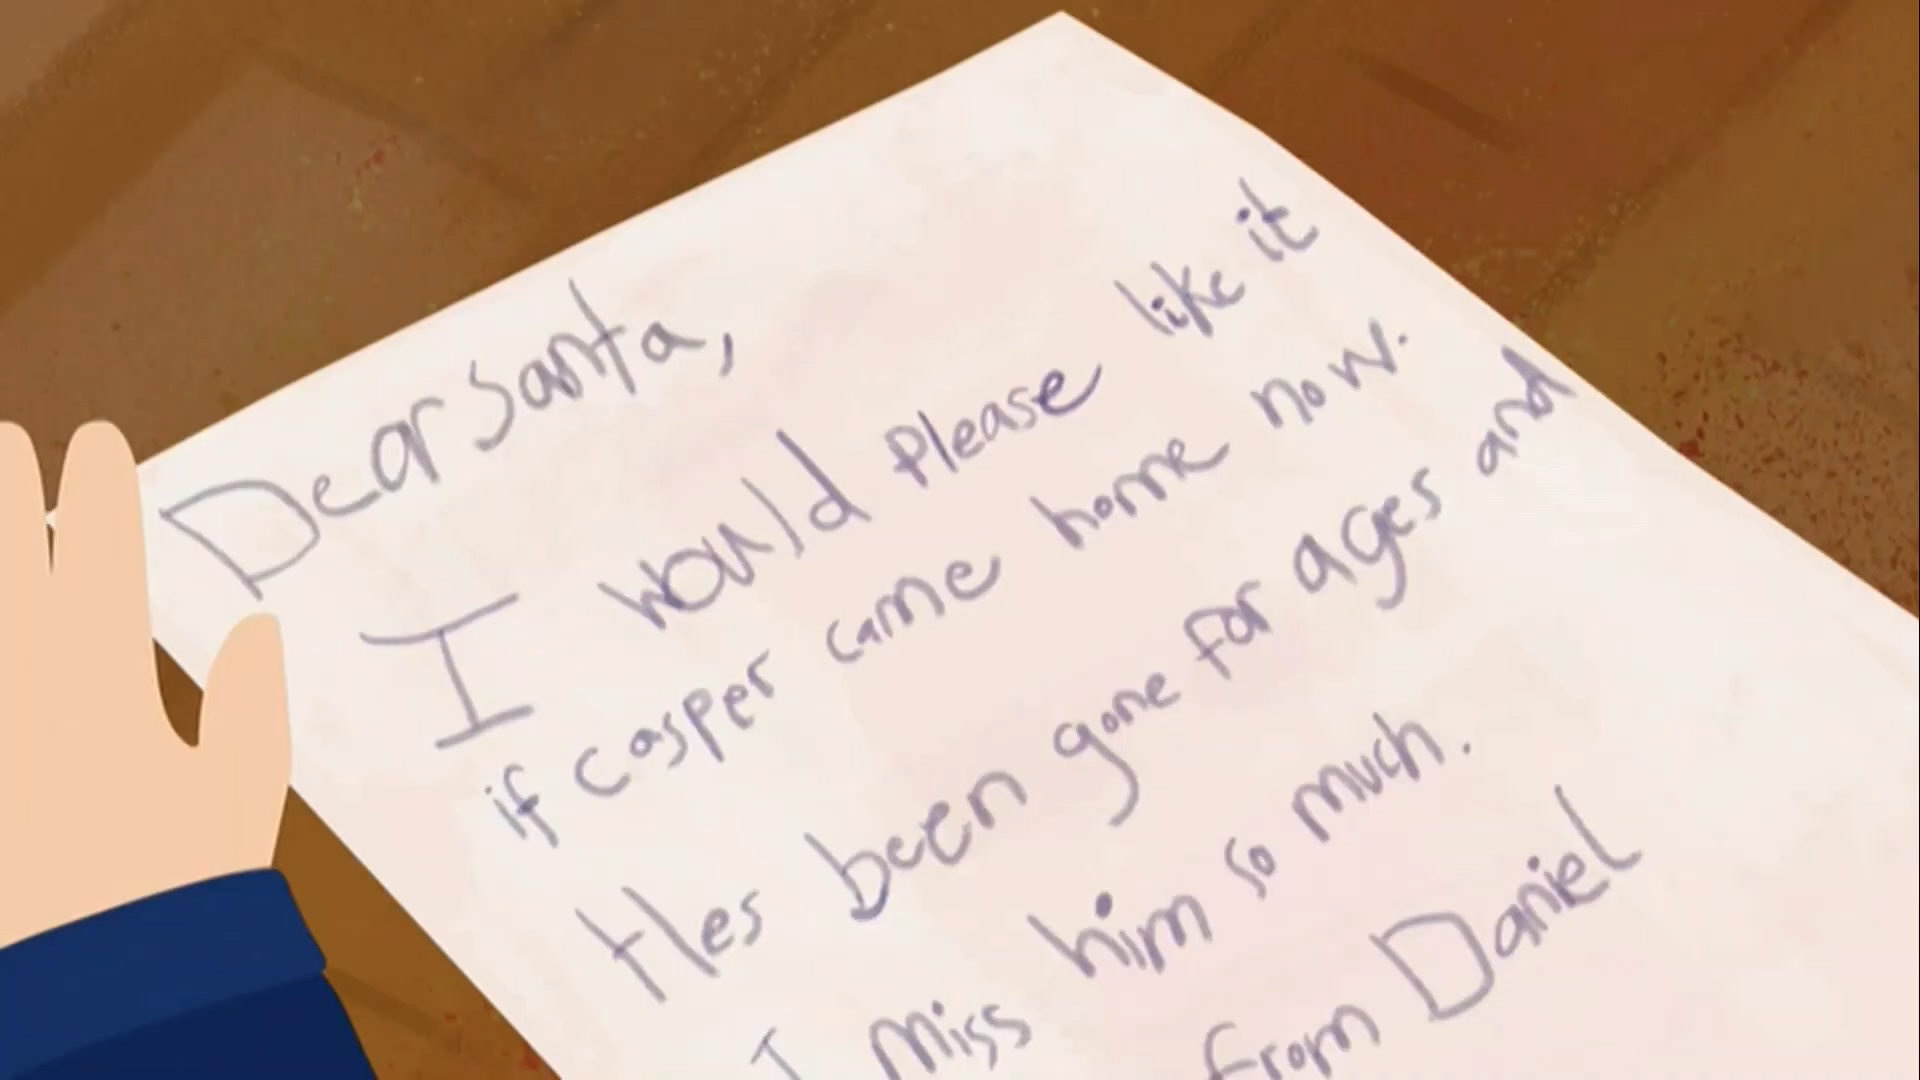 Dear Santa,
I would please like it
if casper came home now.
Hes been gone for ages and
I miss him so much.
from Daniel